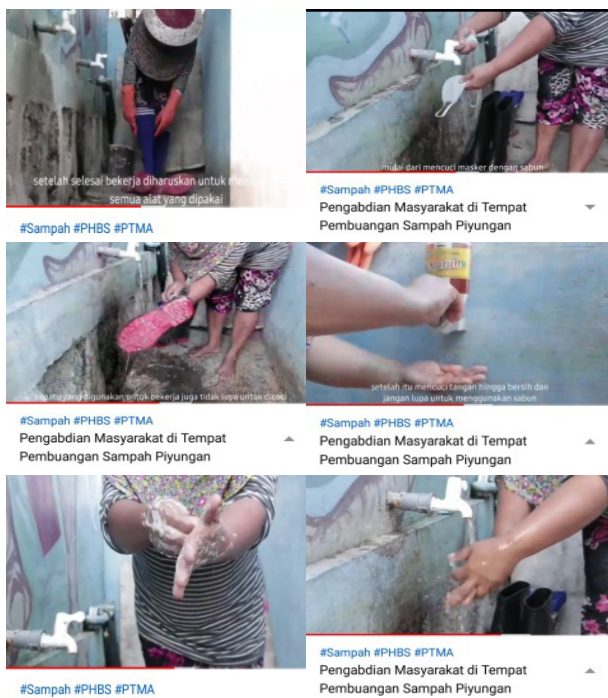 setelah selesai bekerja diharuskan untuk
semua alat yang dipakai
#Sampah #PHBS #PTMA
mulai dari mencuci masker dengan sabun
#Sampah #PHBS #PTMA
Pengabdian Masyarakat di Tempat
Pembuangan Sampah Piyungan
sepatu yang digunakan untuk bekerja juga tidak lupa untuk dicuci
#Sampah #PHBS #PTMA
Pengabdian Masyarakat di Tempat
Pembuangan Sampah Piyungan
setelah itu mencuci tangan hingga bersih dan
jangan lupa untuk menggunakan sabun
#Sampah #PHBS #PTMA
Pengabdian Masyarakat di Tempat
Pembuangan Sampah Piyungan
#Sampah #PHBS #PTMA
#Sampah #PHBS #PTMA
Pengabdian Masyarakat di Tempat
Pembuangan Sampah Piyungan